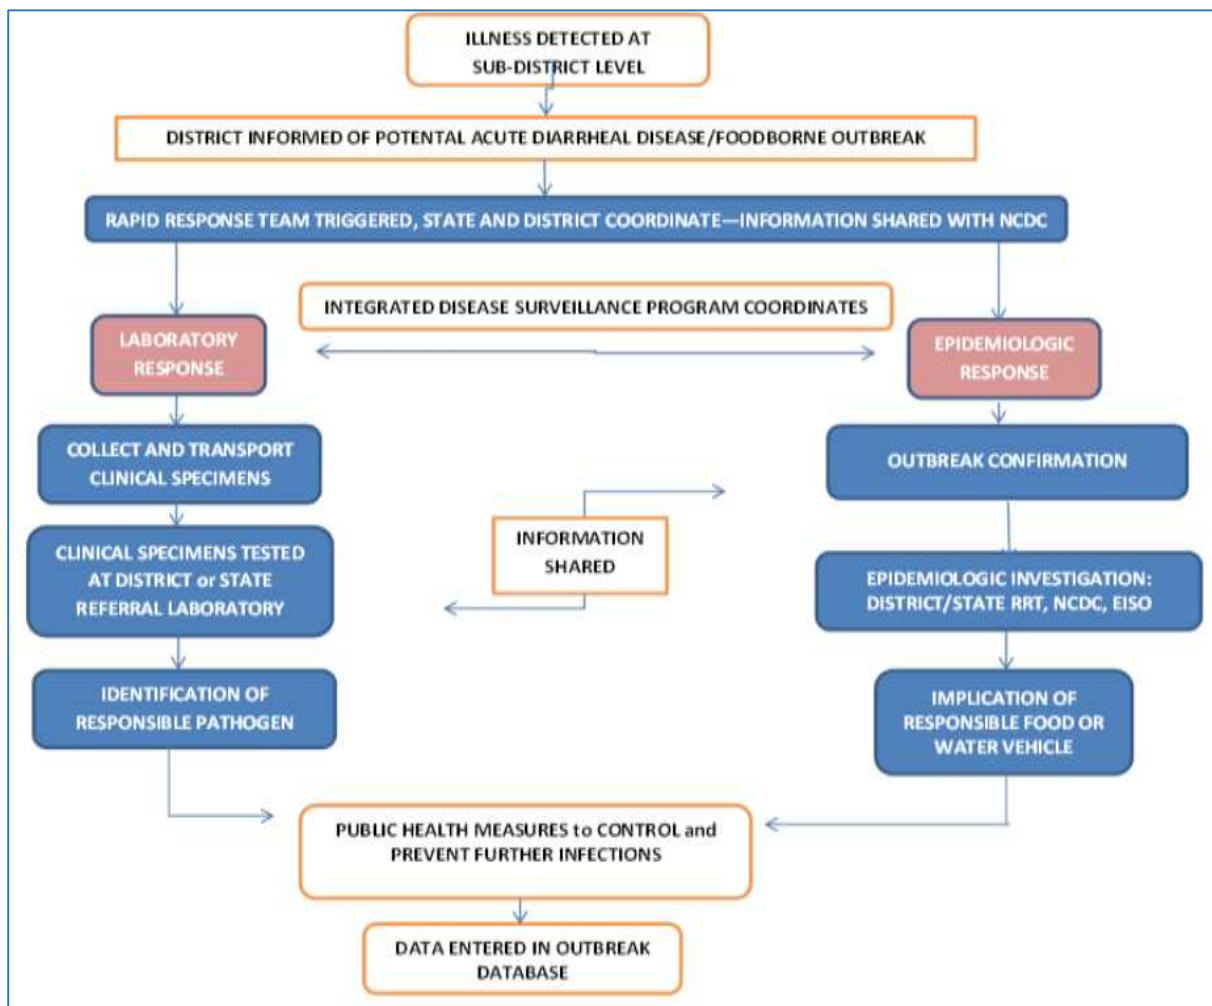 ILLNESS DETECTED AT
SUB-DISTRICT LEVEL
DISTRICT INFORMED OF POTENTAL ACUTE DIARRHEAL DISEASE/FOODBORNE OUTBREAK
RAPID RESPONSE TEAM TRIGGERED, STATE AND DISTRICT COORDINATE—INFORMATION SHARED WITH NCDC
INTEGRATED DISEASE SURVEILLANCE PROGRAM COORDINATES
LABORATORY
RESPONSE
EPIDEMIOLOGIC
RESPONSE
COLLECT AND TRANSPORT
CLINICAL SPECIMENS
OUTBREAK CONFIRMATION
INFORMATION
SHARED
CLINICAL SPECIMENS TESTED
AT DISTRICT or STATE
REFERRAL LABORATORY
EPIDEMIOLOGIC INVESTIGATION:
DISTRICT/STATE RRT, NCDC, EISO
IDENTIFICATION OF
RESPONSIBLE PATHOGEN
IMPLICATION OF
RESPONSIBLE FOOD OR
WATER VEHICLE
PUBLIC HEALTH MEASURES to CONTROL and
PREVENT FURTHER INFECTIONS
DATA ENTERED IN OUTBREAK
DATABASE